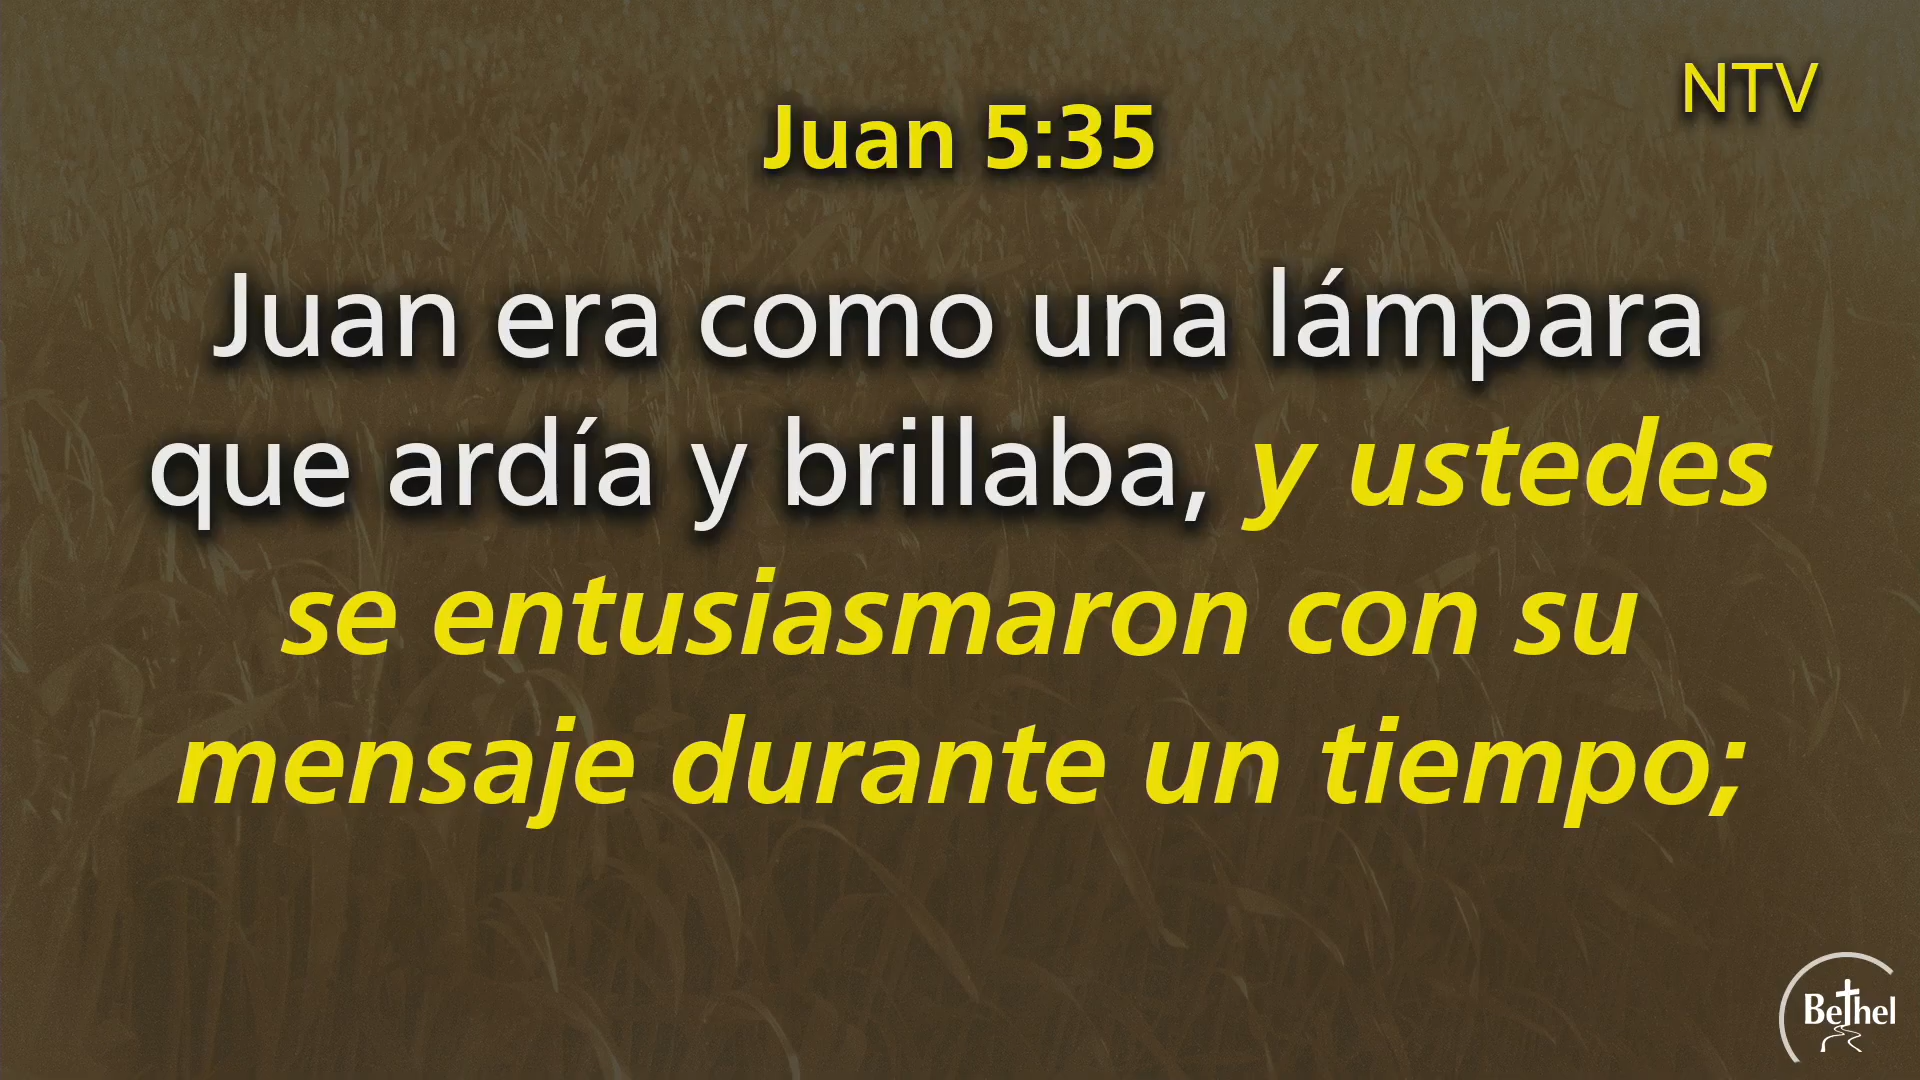 NTV
Juan 5:35
Juan era como una lámpara
que ardía y brillaba, y ustedes
se entusiasmaron con su
mensaje durante un tiempo;
Bethel